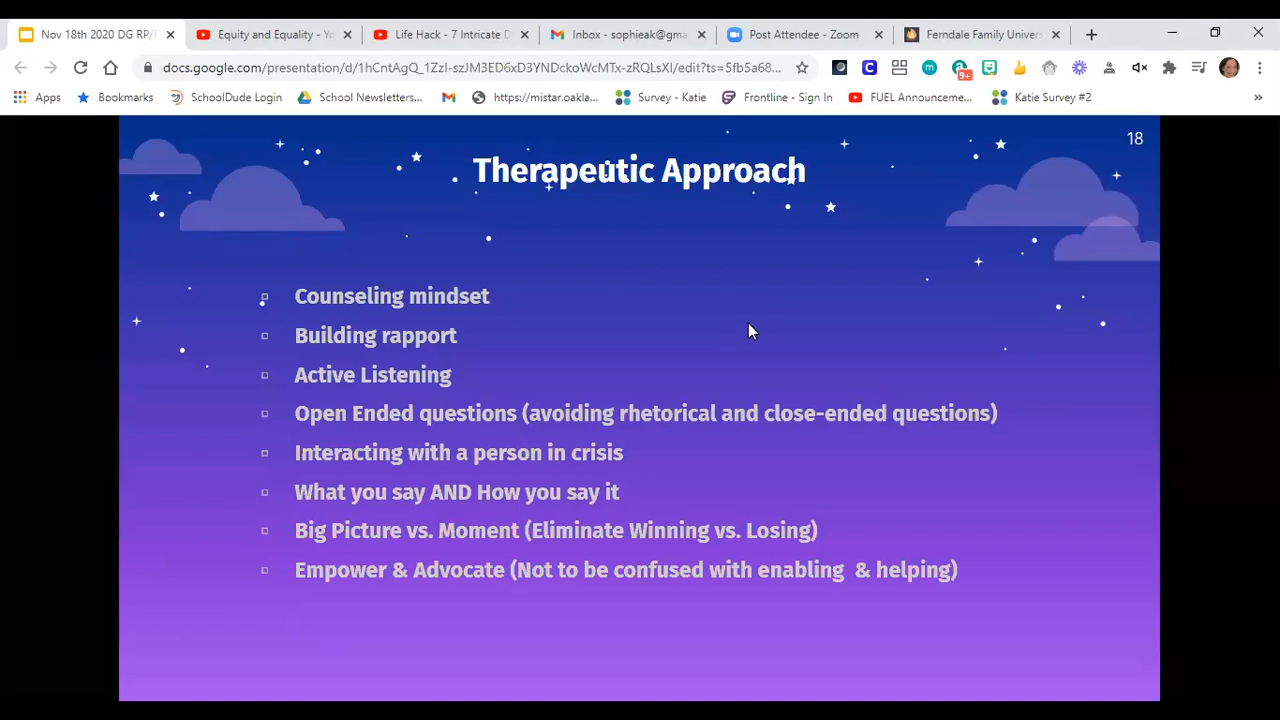 Nov 18th 2020 DG RP/
Equity and Equality - Yo
Life Hack - 7 Intricate D
Inbox - sophieak@gma
Post Attendee - Zoom
Ferndale Family Univers
docs.google.com/presentation/d/1hCntAgQ_1ZzI-szJM3ED6xD3YNDckoWcMTx-zRQLsXI/edit?ts=5fb5a68...
9+
Apps
Bookmarks
SchoolDude Login
School Newsletters...
https://mistar.oakla...
Survey - Katie
Frontline - Sign In
FUEL Announceme...
Katie Survey #2
»
18
Therapeutic Approach
Counseling mindset
Building rapport
Active Listening
Open Ended questions (avoiding rhetorical and close-ended questions)
Interacting with a person in crisis
What you say AND How you say it
Big Picture vs. Moment (Eliminate Winning vs. Losing)
Empower & Advocate (Not to be confused with enabling & helping)